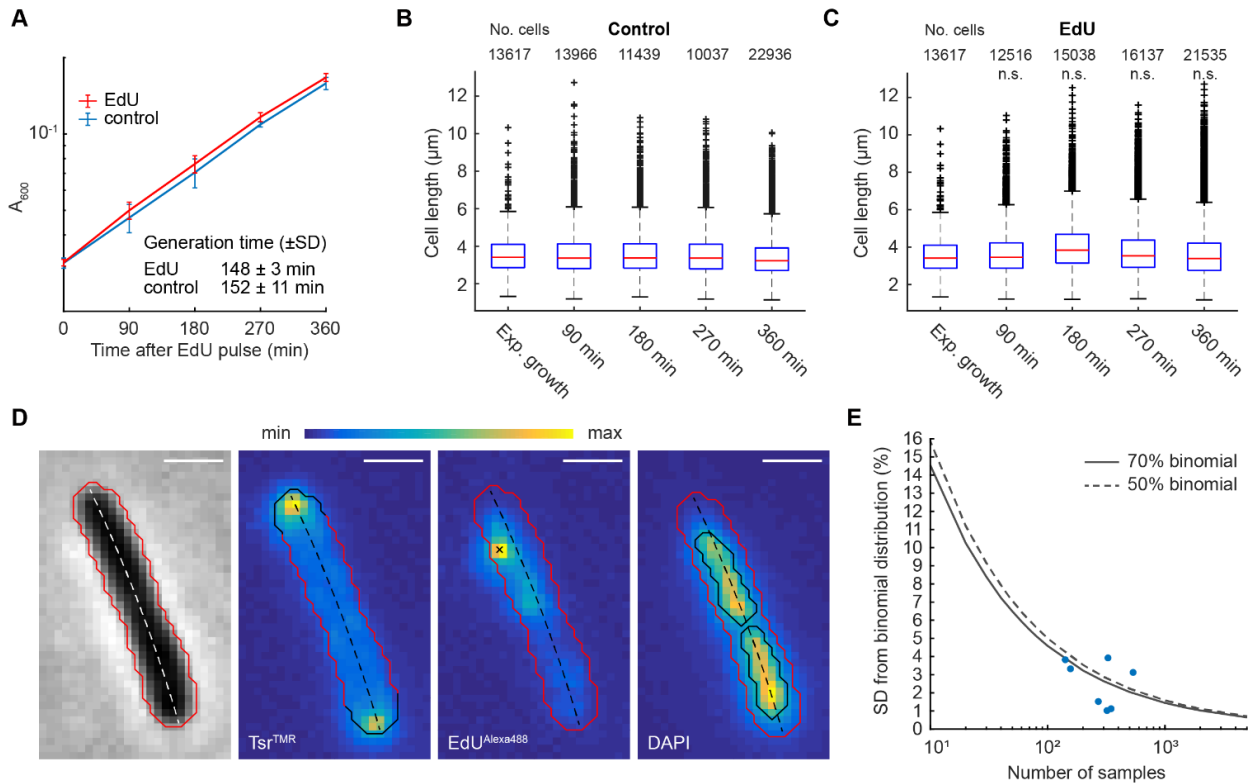 A
EdU
control
10⁻¹
A₆₀₀
Generation time (±SD)
EdU 148 ± 3 min
control 152 ± 11 min
0 90 180 270 360
Time after EdU pulse (min)
B
No. cells Control
13617 13966 11439 10037 22936
12
10
8
6
4
2
Cell length (μm)
Exp. growth
90 min
180 min
270 min
360 min
C
No. cells EdU
13617 12516 15038 16137 21535
n.s. n.s. n.s. n.s.
12
10
8
6
4
2
Cell length (μm)
Exp. growth
90 min
180 min
270 min
360 min
D
min max
Tsrᵀᴹᴿ
EdUᴬˡᵉˣᵃ⁴⁸⁸
DAPI
E
16
15
14
13
12
11
10
9
8
7
6
5
4
3
2
1
0
SD from binomial distribution (%)
70% binomial
50% binomial
10¹ 10² 10³
Number of samples